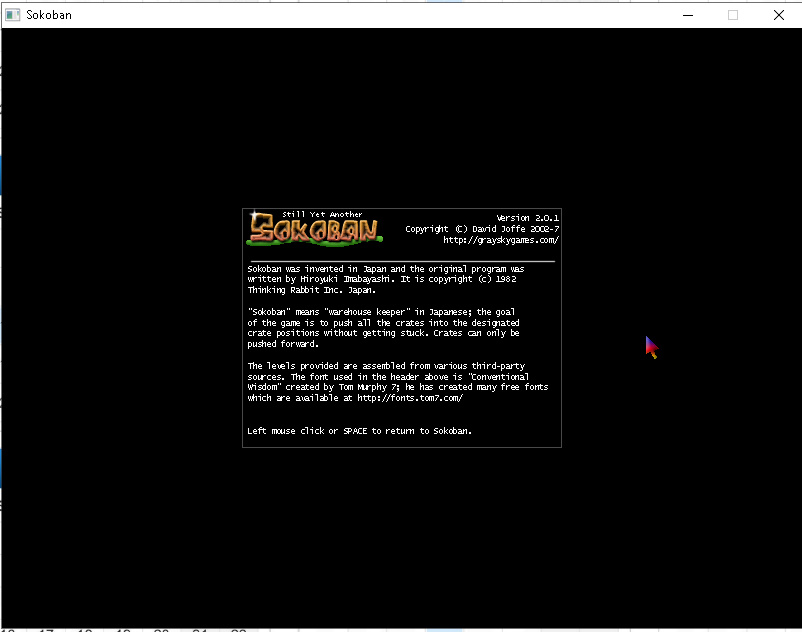 Sokoban
Still Yet Another
SOKOBAN
Version 2.0.1
Copyright (C) David Joffe 2002-7
http://grayskygames.com/
Sokoban was invented in Japan and the original program was
written by Hiroyuki Imabayashi. It is copyright (c) 1982
Thinking Rabbit Inc. Japan.
"Sokoban" means "warehouse keeper" in Japanese; the goal
of the game is to push all the crates into the designated
crate positions without getting stuck. Crates can only be
pushed forward.
The levels provided are assembled from various third-party
sources. The font used in the header above is "Conventional
Wisdom" created by Tom Murphy 7; he has created many free fonts
which are available at http://fonts.tom7.com/
Left mouse click or SPACE to return to Sokoban.